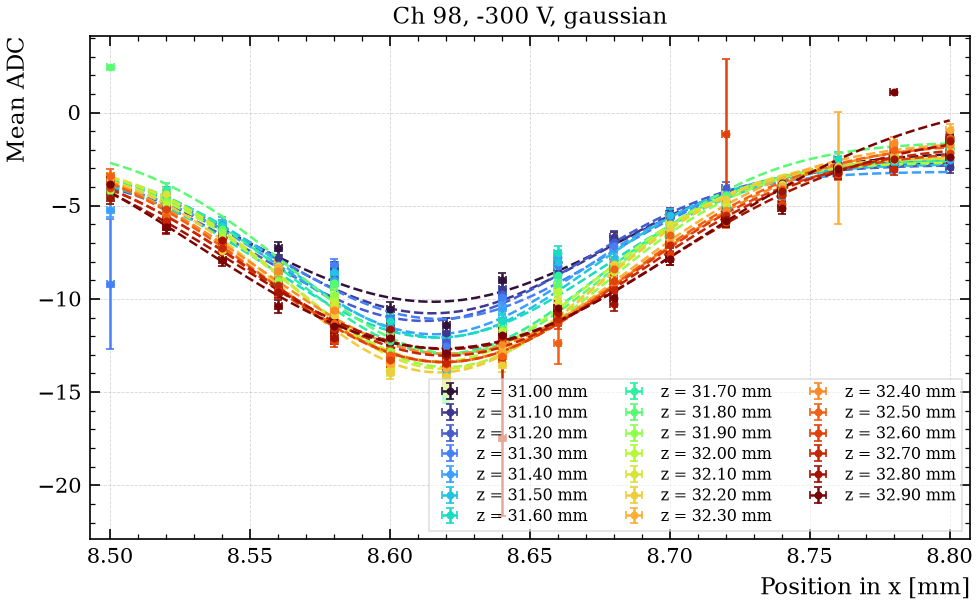 Ch 98, -300 V, gaussian
Mean ADC
0
−5
−10
−15
−20
z = 31.00 mm
z = 31.10 mm
z = 31.20 mm
z = 31.30 mm
z = 31.40 mm
z = 31.50 mm
z = 31.60 mm
z = 31.70 mm
z = 31.80 mm
z = 31.90 mm
z = 32.00 mm
z = 32.10 mm
z = 32.20 mm
z = 32.30 mm
z = 32.40 mm
z = 32.50 mm
z = 32.60 mm
z = 32.70 mm
z = 32.80 mm
z = 32.90 mm
8.50 8.55 8.60 8.65 8.70 8.75 8.80
Position in x [mm]